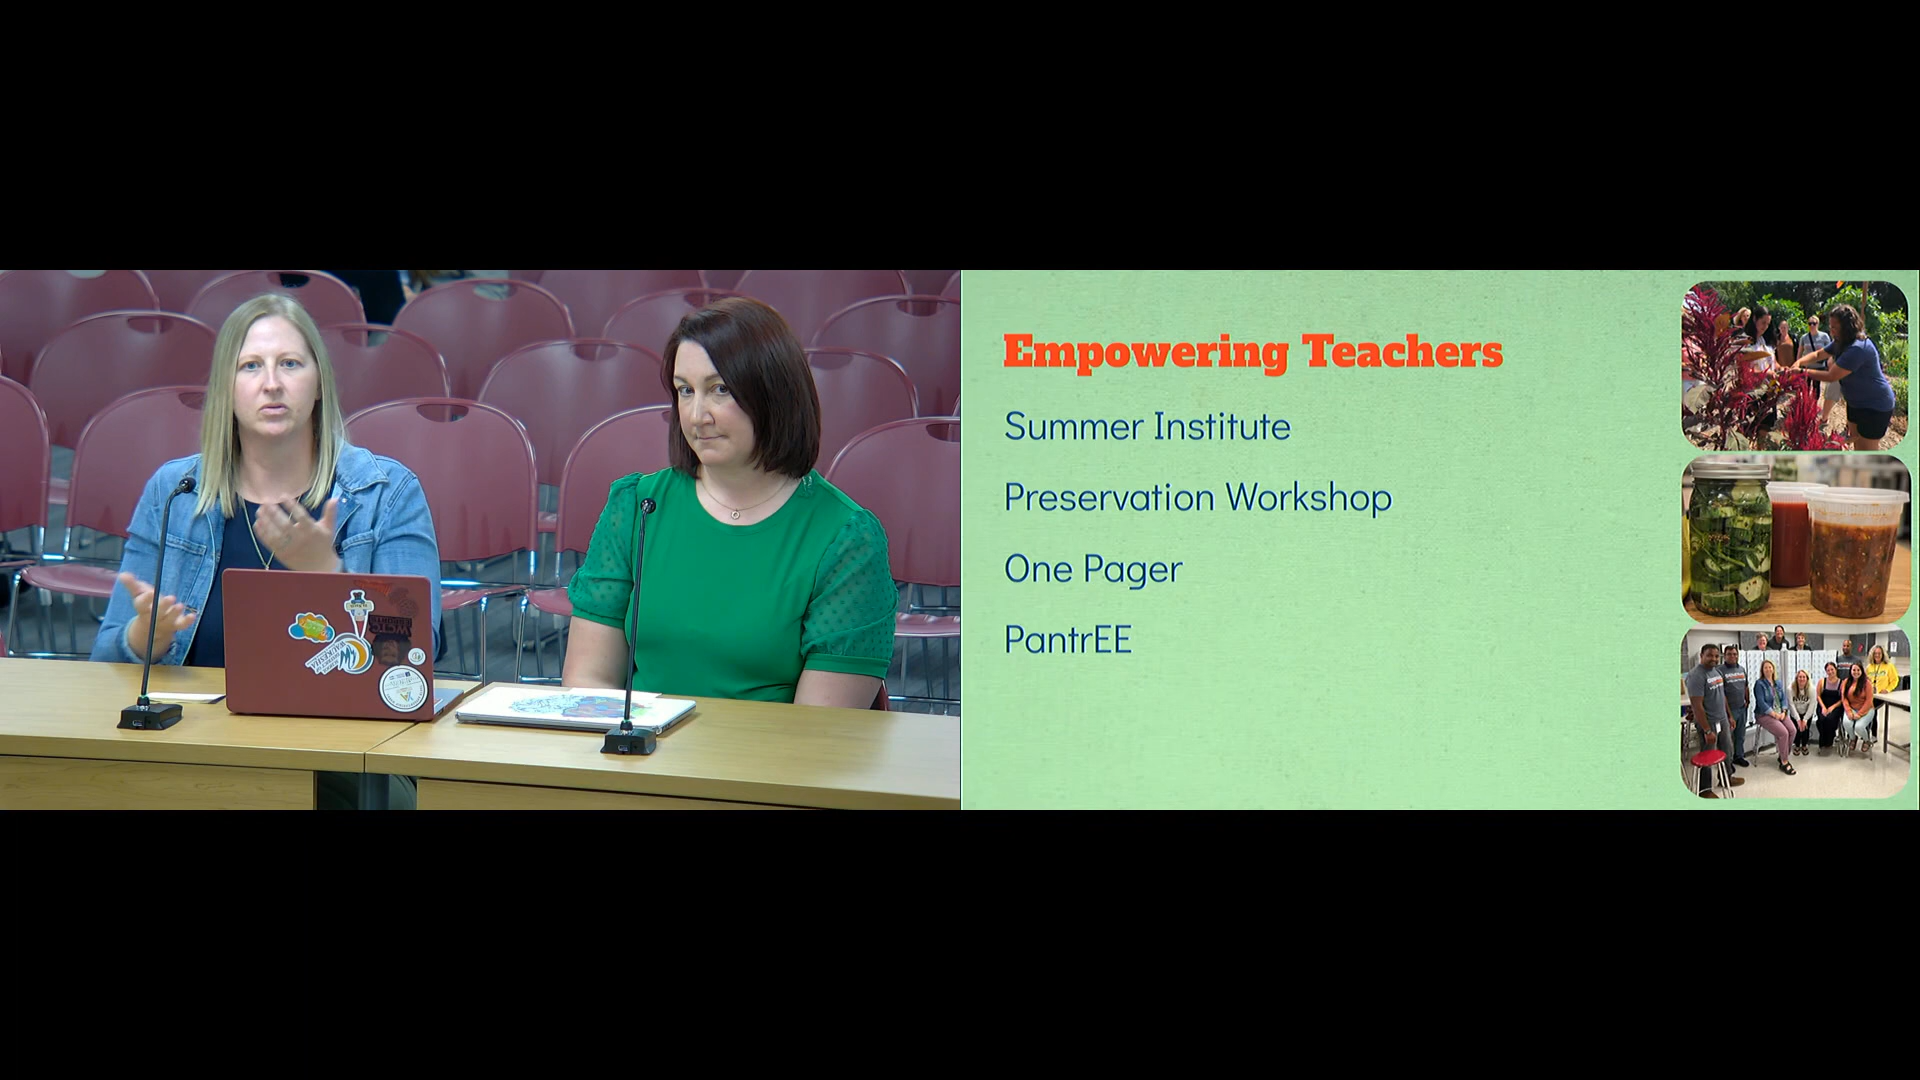 Empowering Teachers
Summer Institute
Preservation Workshop
One Pager
PantrEE